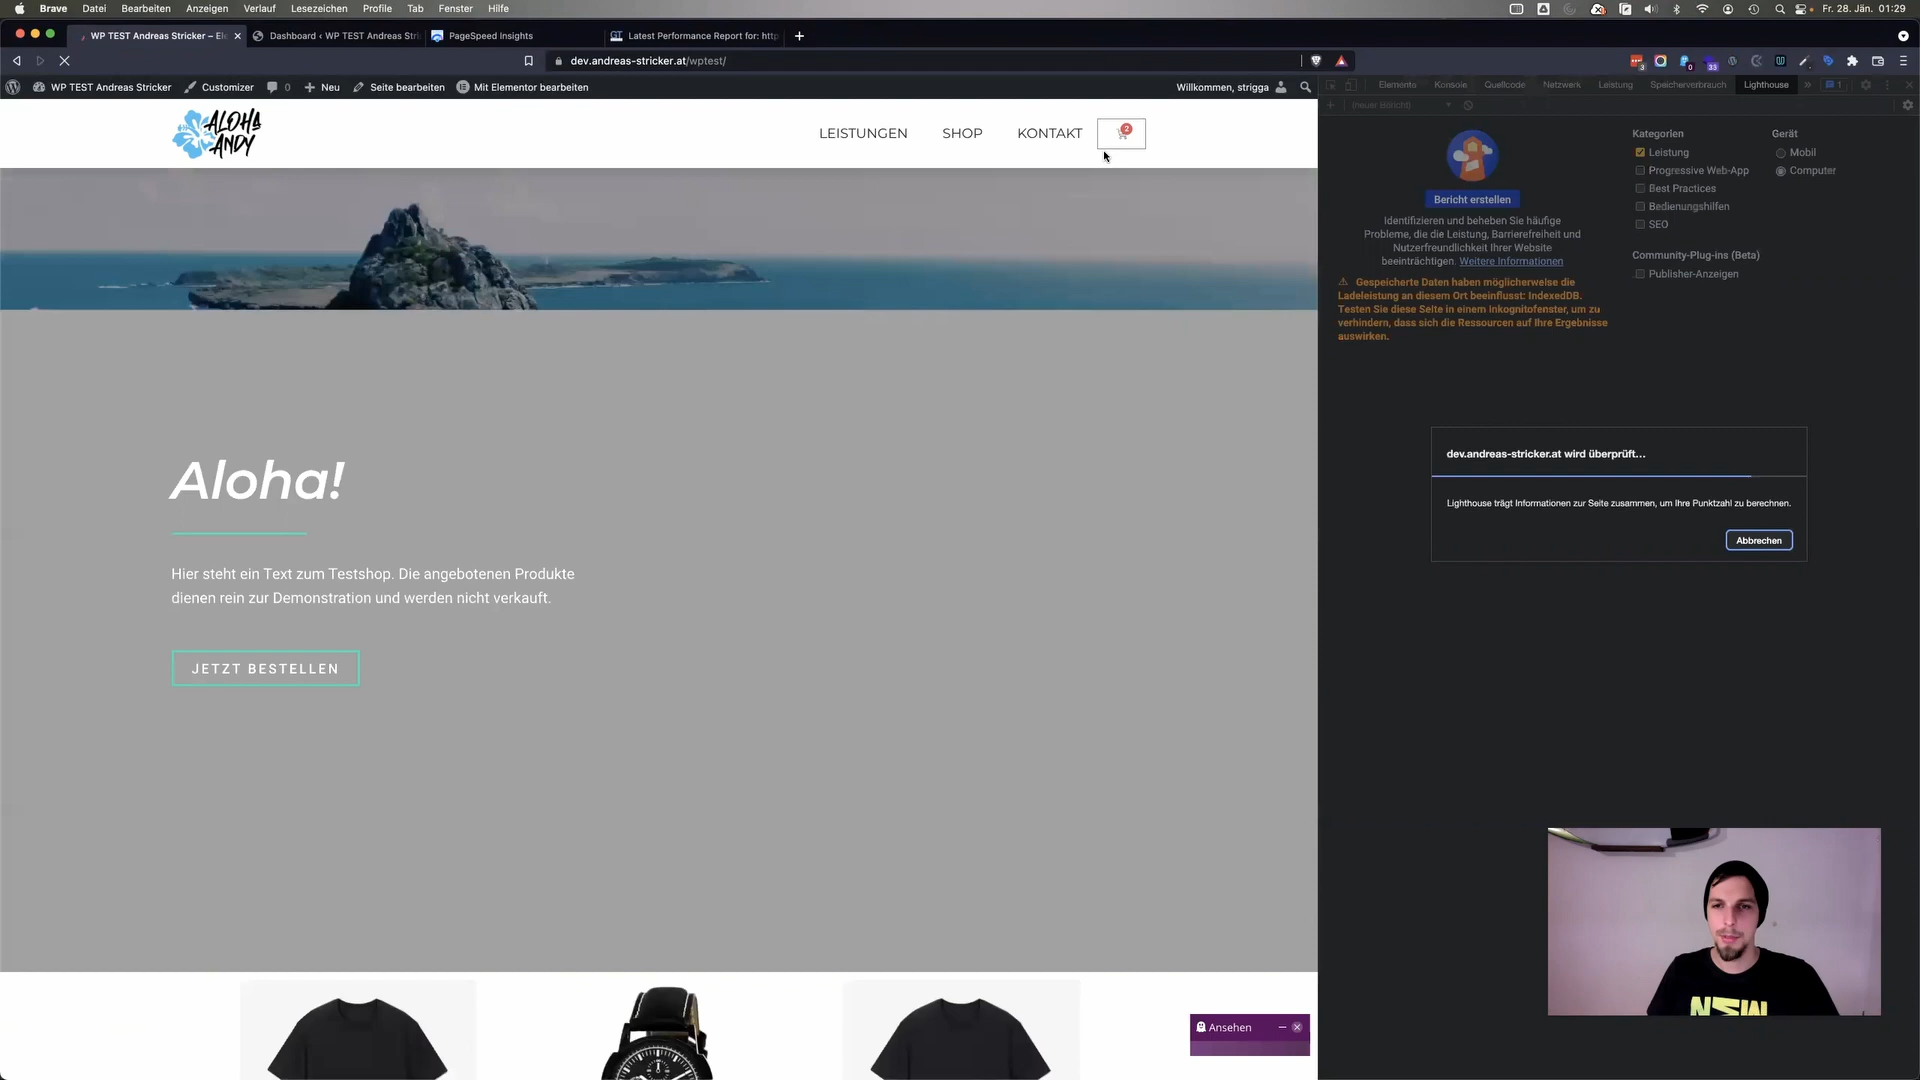 Brave Datei Bearbeiten Anzeigen Verlauf Lesezeichen Profile Tab Fenster Hilfe
Fr. 28. Jän. 01:29
WP TEST Andreas Stricker – Ele
Dashboard ‹ WP TEST Andreas Stri
PageSpeed Insights
Latest Performance Report for: http
dev.andreas-stricker.at/wptest/
3
0
33
WP TEST Andreas Stricker
Customizer
0
Neu
Seite bearbeiten
Mit Elementor bearbeiten
Willkommen, strigga
ALOHA
ANDY
LEISTUNGEN
SHOP
KONTAKT
2
Aloha!
Hier steht ein Text zum Testshop. Die angebotenen Produkte
dienen rein zur Demonstration und werden nicht verkauft.
JETZT BESTELLEN
Ansehen
Elemente Konsole Quellcode Netzwerk Leistung Speicherverbrauch Lighthouse » 1
(neuer Bericht)
Bericht erstellen
Identifizieren und beheben Sie häufige
Probleme, die die Leistung, Barrierefreiheit und
Nutzerfreundlichkeit Ihrer Website
beeinträchtigen. Weitere Informationen
Gespeicherte Daten haben möglicherweise die
Ladeleistung an diesem Ort beeinflusst: IndexedDB.
Testen Sie diese Seite in einem Inkognitofenster, um zu
verhindern, dass sich die Ressourcen auf Ihre Ergebnisse
auswirken.
Kategorien
Leistung
Progressive Web-App
Best Practices
Bedienungshilfen
SEO
Community-Plug-ins (Beta)
Publisher-Anzeigen
Gerät
Mobil
Computer
dev.andreas-stricker.at wird überprüft…
Lighthouse trägt Informationen zur Seite zusammen, um Ihre Punktzahl zu berechnen.
Abbrechen